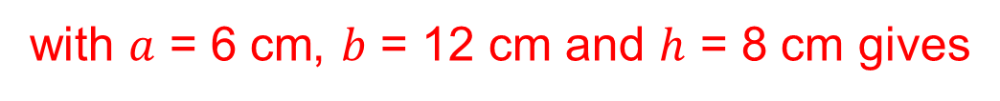 with a = 6 cm, b = 12 cm and h = 8 cm gives